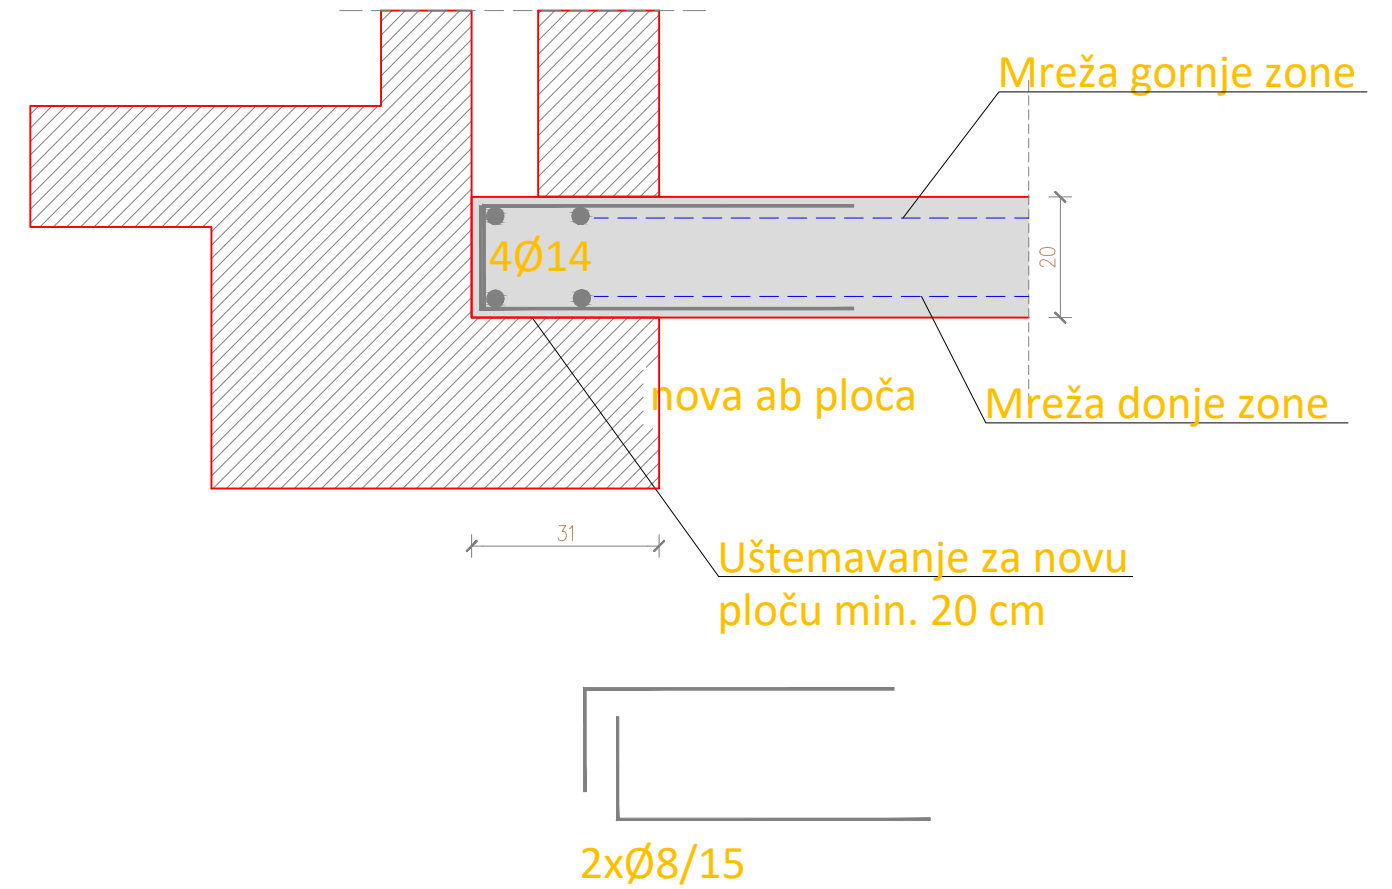 Mreža gornje zone
4Ø14
20
nova ab ploča
Mreža donje zone
31
Uštemavanje za novu
ploču min. 20 cm
2xØ8/15